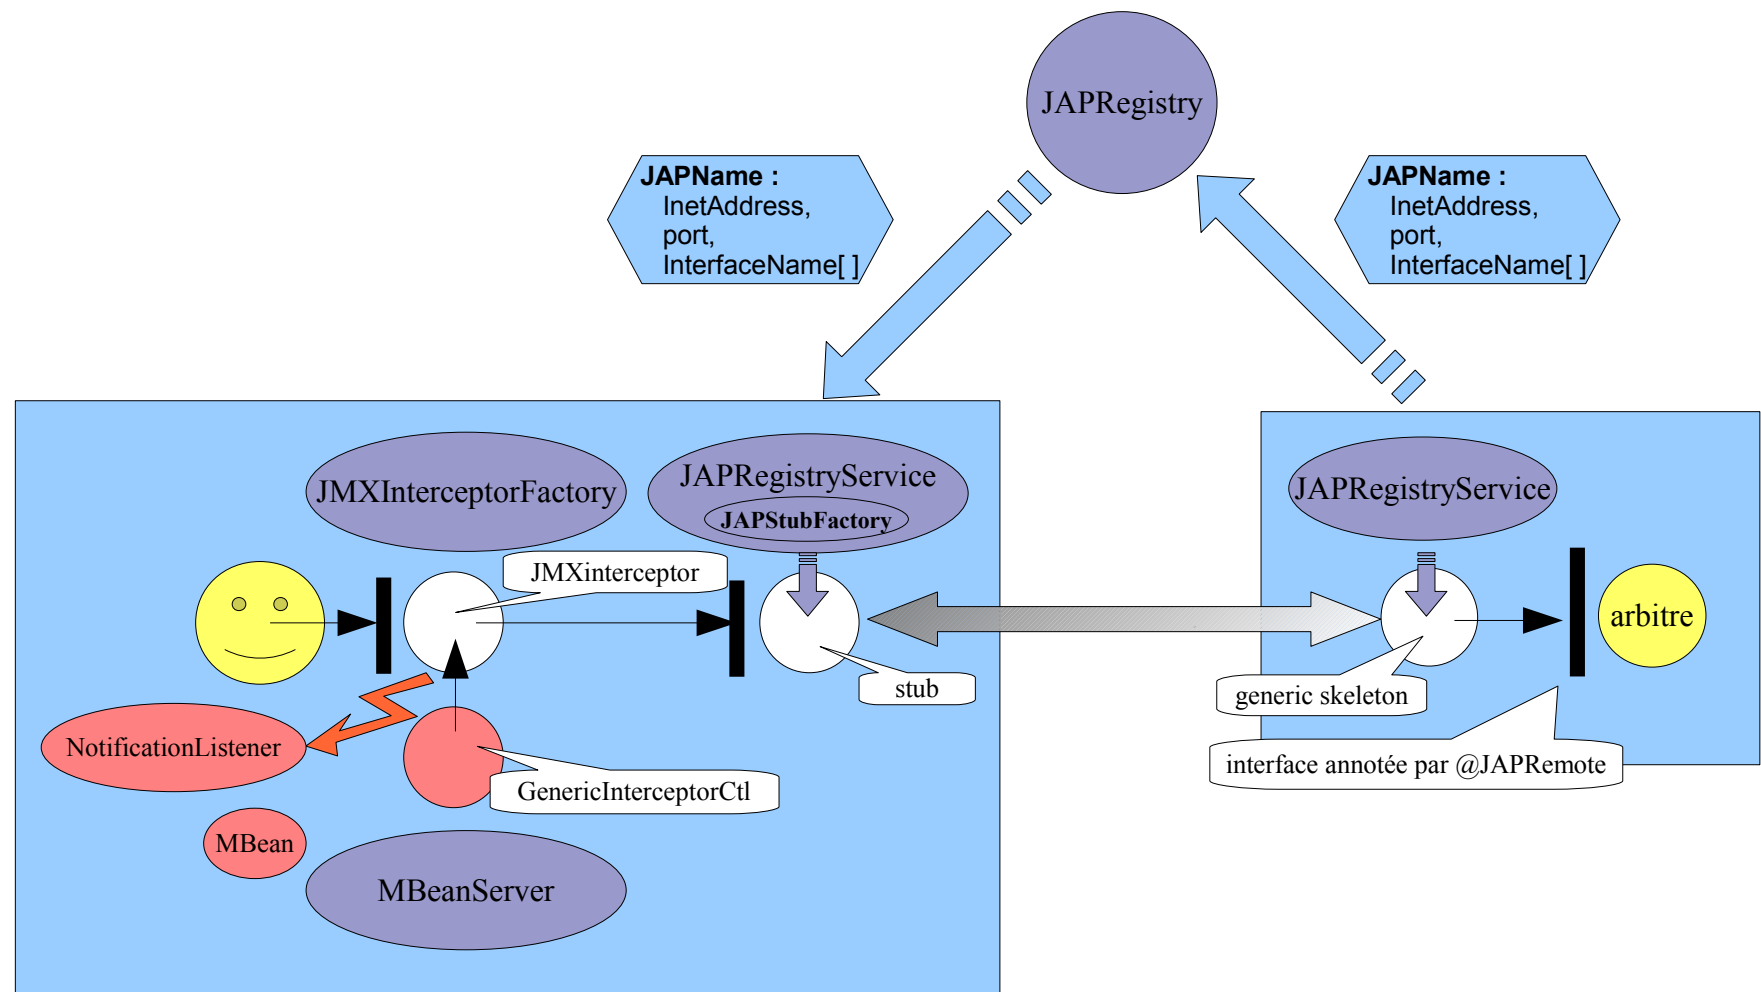 JAPRegistry
JAPName :
InetAddress,
port,
InterfaceName[ ]
JAPName :
InetAddress,
port,
InterfaceName[ ]
JMXInterceptorFactory
JAPRegistryService
JAPStubFactory
JAPRegistryService
JMXinterceptor
arbitre
stub
generic skeleton
NotificationListener
interface annotée par @JAPRemote
GenericInterceptorCtl
MBean
MBeanServer